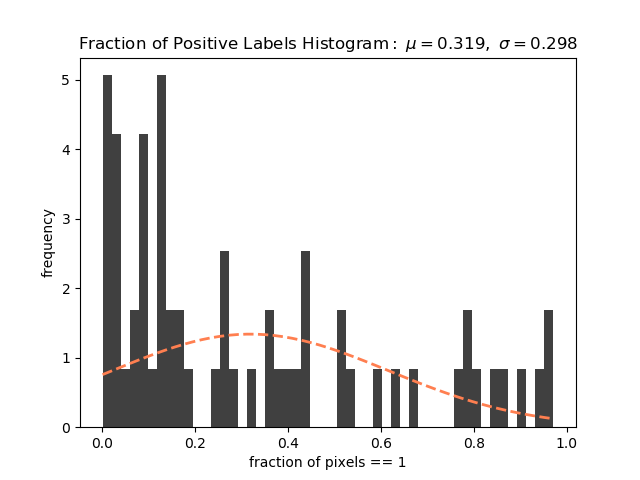 Fraction of Positive Labels Histogram : μ = 0.319, σ = 0.298
5
4
3
2
1
0
frequency
0.0 0.2 0.4 0.6 0.8 1.0
fraction of pixels == 1